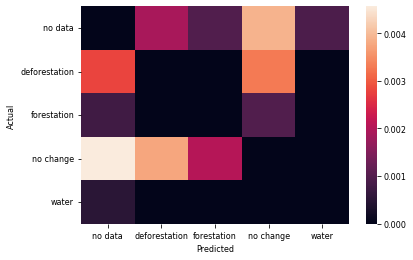 no data
deforestation
forestation
no change
water
Actual
no data deforestation forestation no change water
Predicted
0.004
0.003
0.002
0.001
0.000